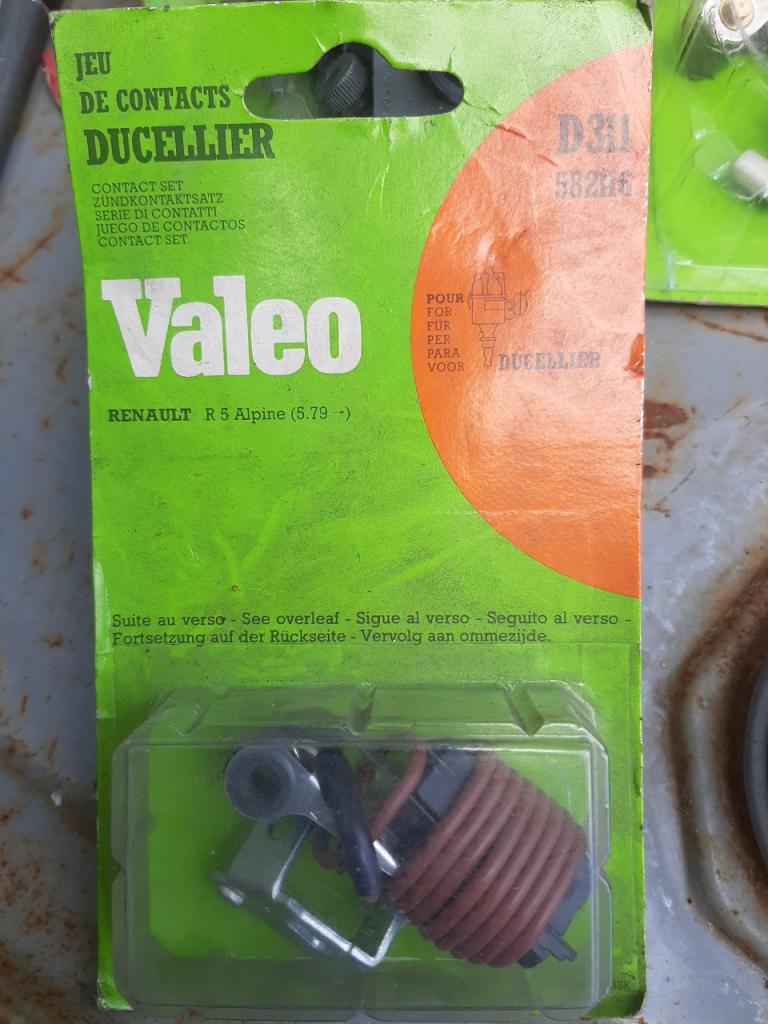 JEU
DE CONTACTS
DUCELLIER
CONTACT SET
ZÜNDKONTAKTSATZ
SERIE DI CONTATTI
JUEGO DE CONTACTOS
CONTACT SET
D311
582116
Valeo
POUR
FOR
FÜR
PER
PARA
VOOR
DUCELLIER
RENAULT R 5 Alpine (5.79→)
Suite au verso - See overleaf - Sigue al verso - Seguito al verso -
Fortsetzung auf der Rückseite - Vervolg aan ommezijde.